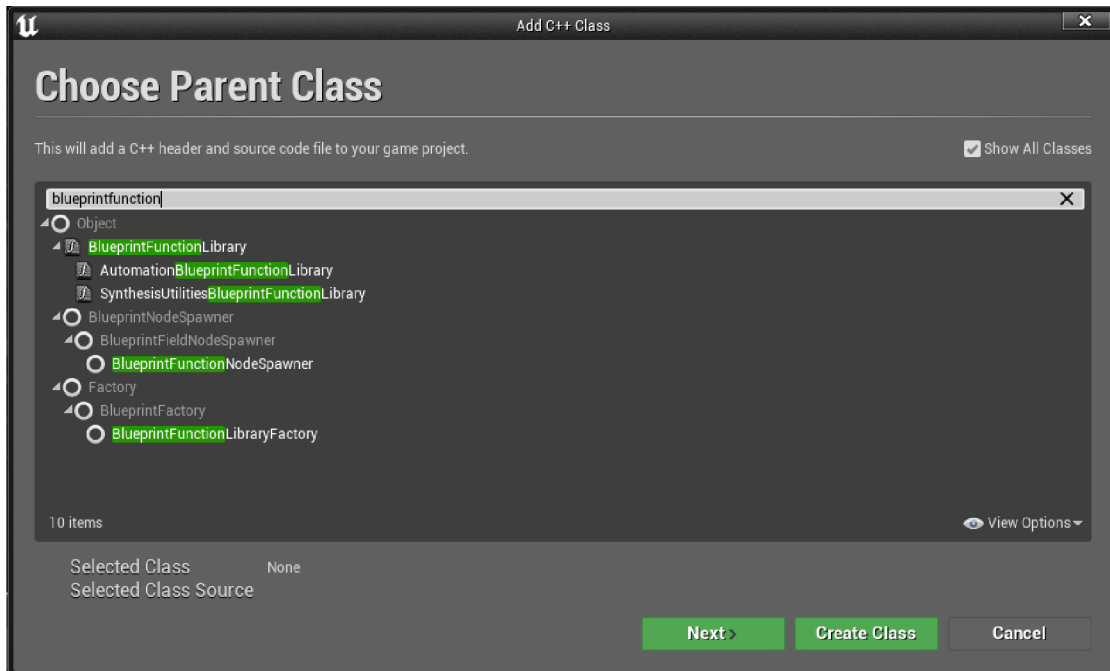 Add C++ Class
Choose Parent Class
This will add a C++ header and source code file to your game project.
Show All Classes
blueprintfunction
Object
BlueprintFunctionLibrary
AutomationBlueprintFunctionLibrary
SynthesisUtilitiesBlueprintFunctionLibrary
BlueprintNodeSpawner
BlueprintFieldNodeSpawner
BlueprintFunctionNodeSpawner
Factory
BlueprintFactory
BlueprintFunctionLibraryFactory
10 items
View Options
Selected Class None
Selected Class Source
Next Create Class Cancel